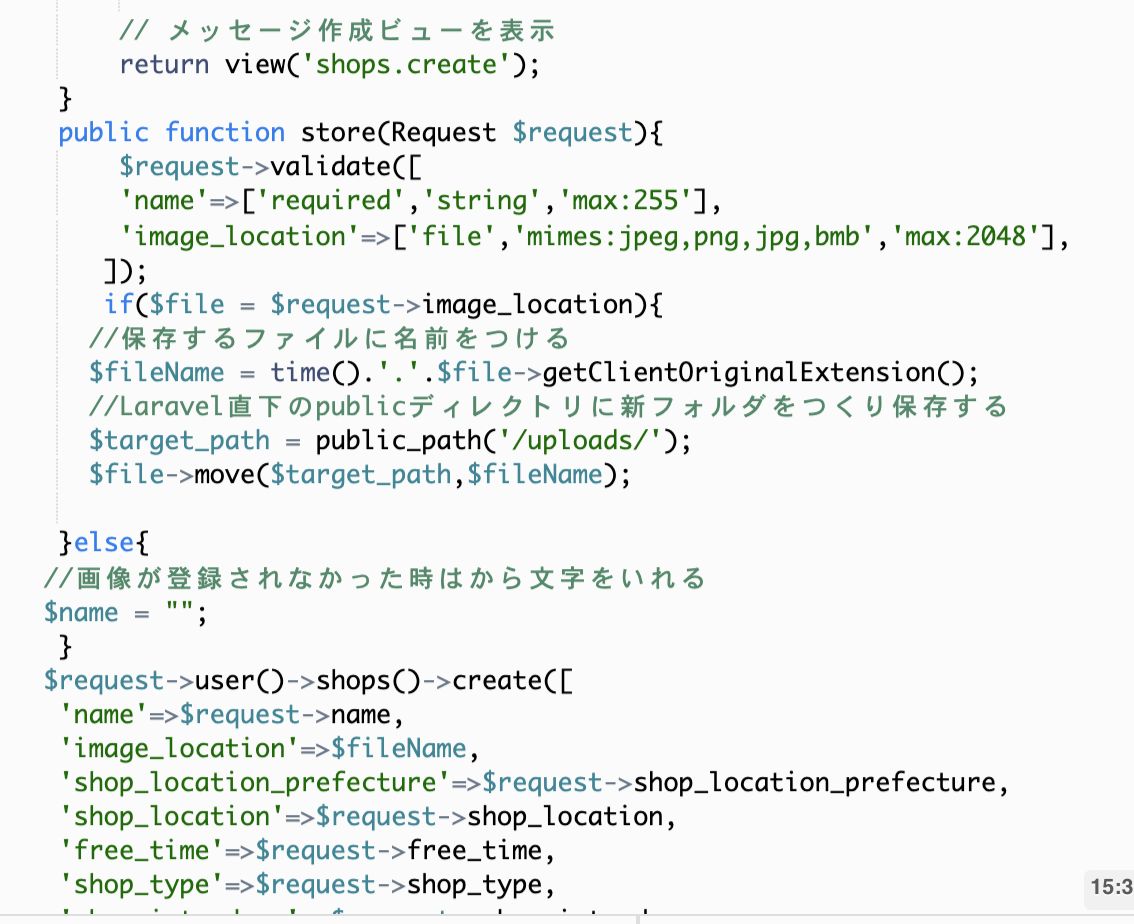 // メッセージ作成ビューを表示
return view('shops.create');
}
public function store(Request $request){
$request->validate([
'name'=>['required','string','max:255'],
'image_location'=>['file','mimes:jpeg,png,jpg,bmb','max:2048'],
]);
if($file = $request->image_location){
//保存するファイルに名前をつける
$fileName = time().'.'.$file->getClientOriginalExtension();
//Laravel直下のpublicディレクトリに新フォルダをつくり保存する
$target_path = public_path('/uploads/');
$file->move($target_path,$fileName);
}else{
//画像が登録されなかった時はから文字をいれる
$name = "";
}
$request->user()->shops()->create([
'name'=>$request->name,
'image_location'=>$fileName,
'shop_location_prefecture'=>$request->shop_location_prefecture,
'shop_location'=>$request->shop_location,
'free_time'=>$request->free_time,
'shop_type'=>$request->shop_type,
15:3